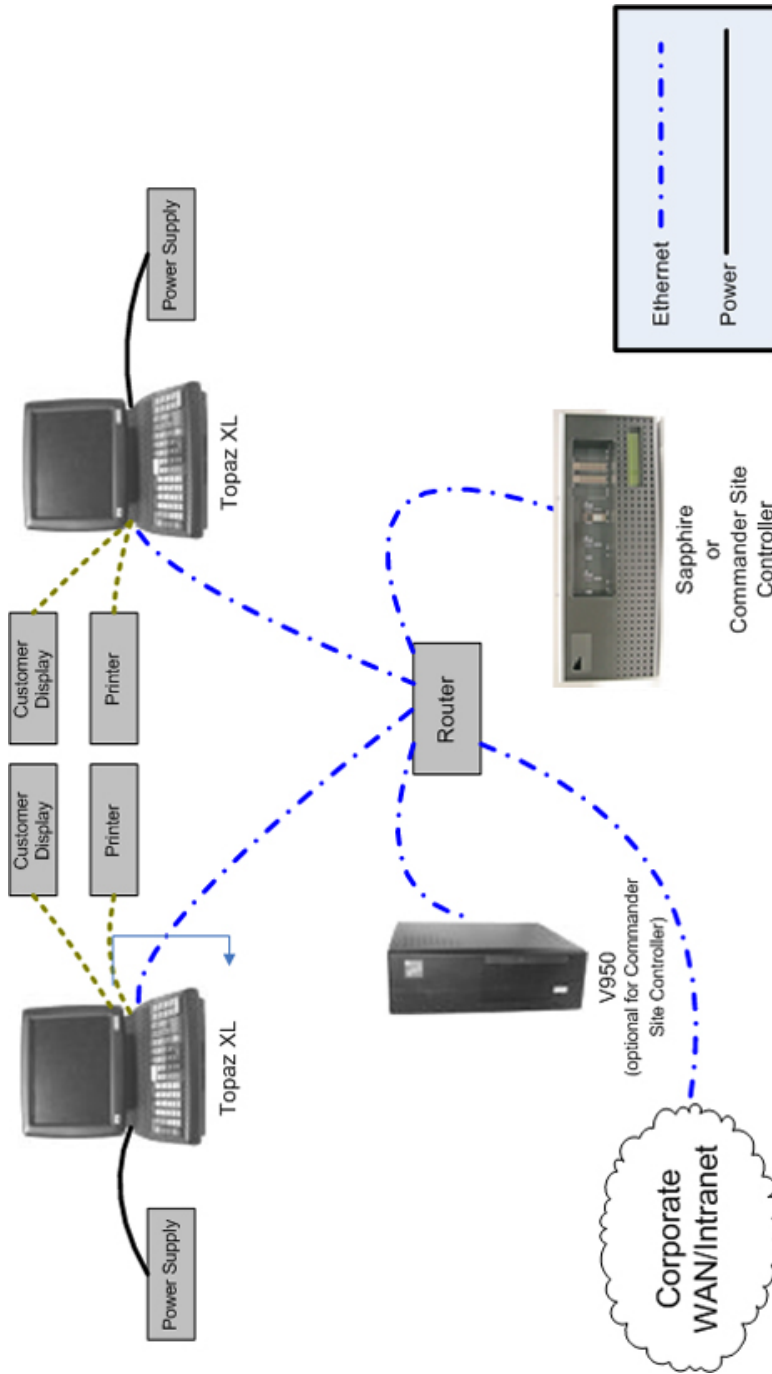 Customer
Display
Printer
Customer
Display
Printer
Power Supply
Topaz XL
Topaz XL
Power Supply
Router
V950
(optional for Commander
Site Controller)
Sapphire
or
Commander Site
Controller
Corporate
WAN/Intranet
Ethernet
Power